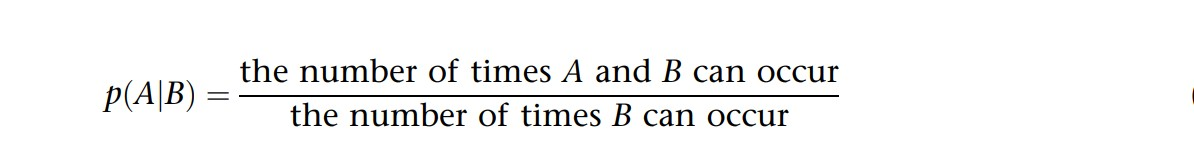 the number of times A and B can occur
p(A|B) =
the number of times B can occur